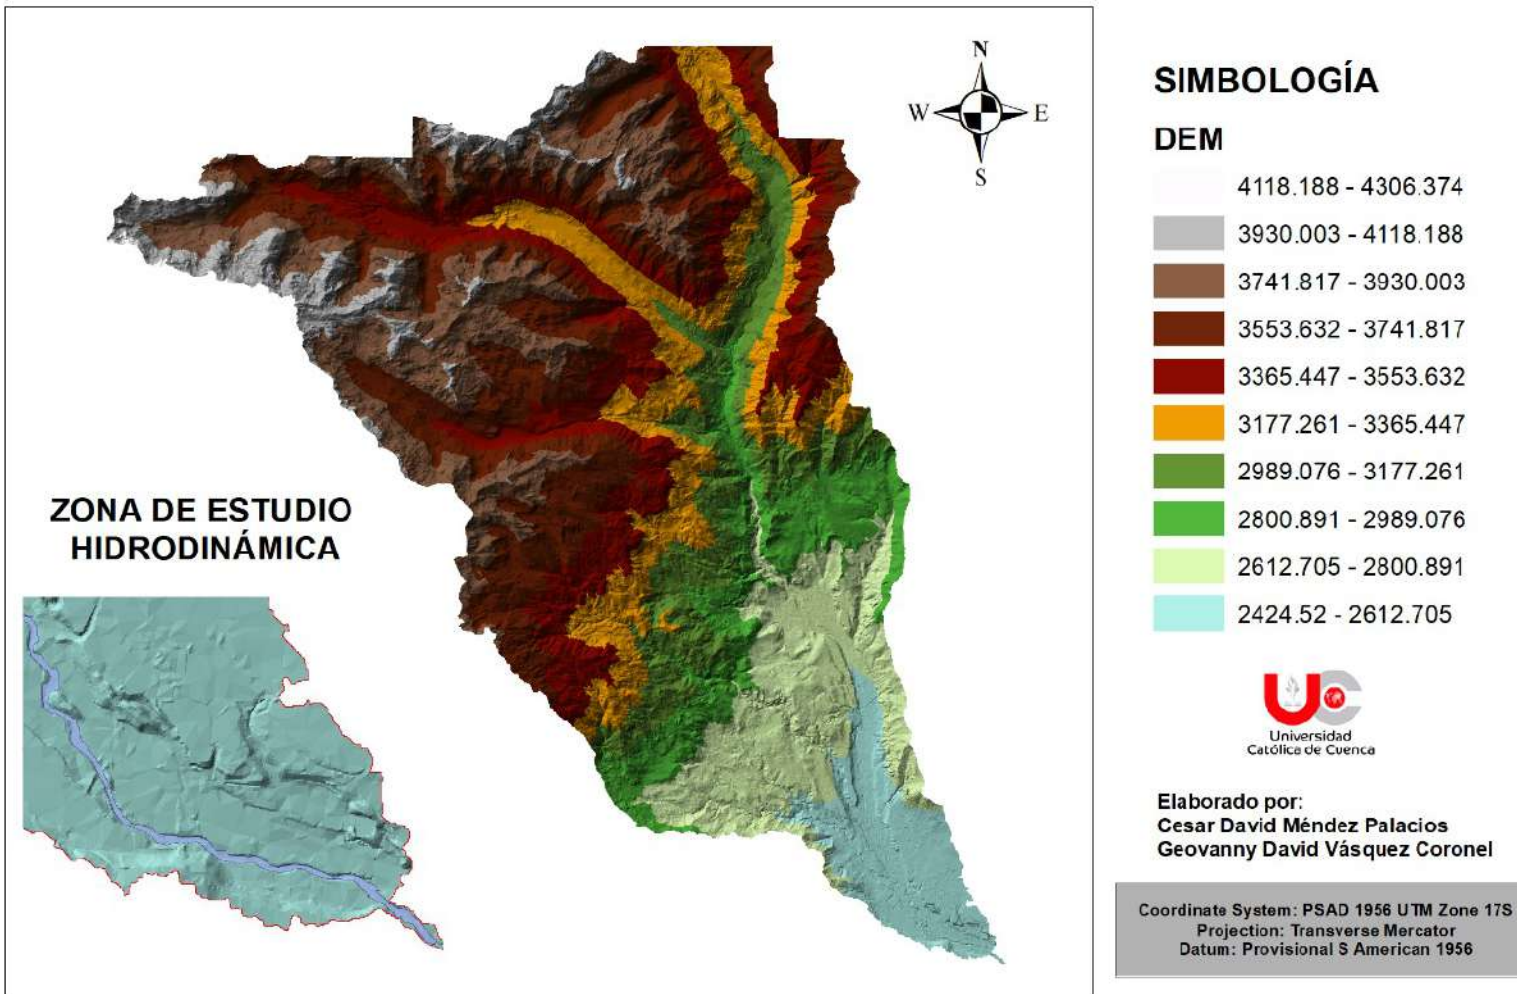 N
W
E
S
ZONA DE ESTUDIO
HIDRODINÁMICA
SIMBOLOGÍA
DEM
4118.188 - 4306.374
3930.003 - 4118.188
3741.817 - 3930.003
3553.632 - 3741.817
3365.447 - 3553.632
3177.261 - 3365.447
2989.076 - 3177.261
2800.891 - 2989.076
2612.705 - 2800.891
2424.52 - 2612.705
UC
Universidad
Católica de Cuenca
Elaborado por:
Cesar David Méndez Palacios
Geovanny David Vásquez Coronel
Coordinate System: PSAD 1956 UTM Zone 17S
Projection: Transverse Mercator
Datum: Provisional S American 1956